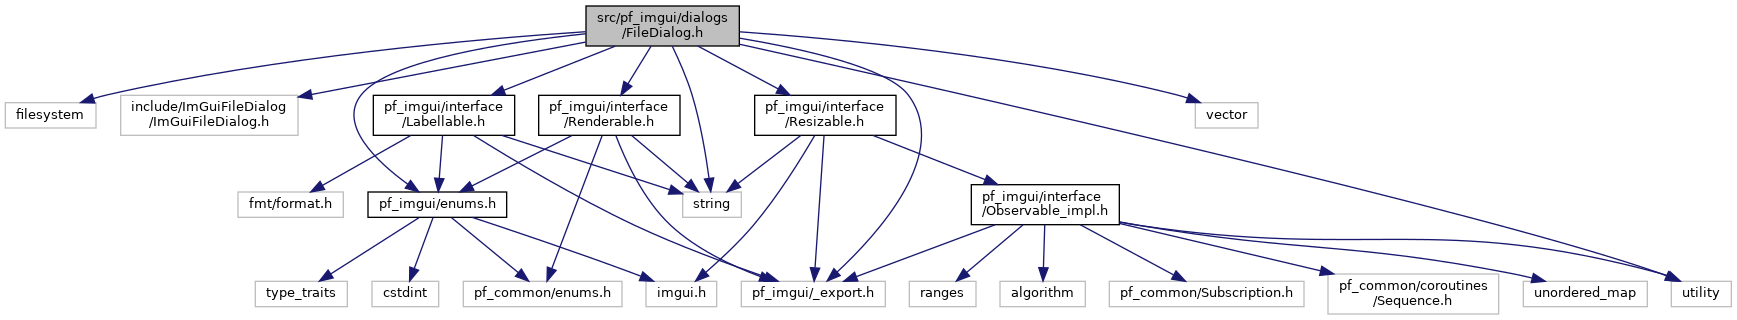 src/pf_imgui/dialogs
/FileDialog.h
filesystem
include/ImGuiFileDialog
/ImGuiFileDialog.h
pf_imgui/interface
/Labellable.h
pf_imgui/interface
/Renderable.h
pf_imgui/interface
/Resizable.h
vector
fmt/format.h
pf_imgui/enums.h
string
pf_imgui/interface
/Observable_impl.h
type_traits
cstdint
pf_common/enums.h
imgui.h
pf_imgui/_export.h
ranges
algorithm
pf_common/Subscription.h
pf_common/coroutines
/Sequence.h
unordered_map
utility